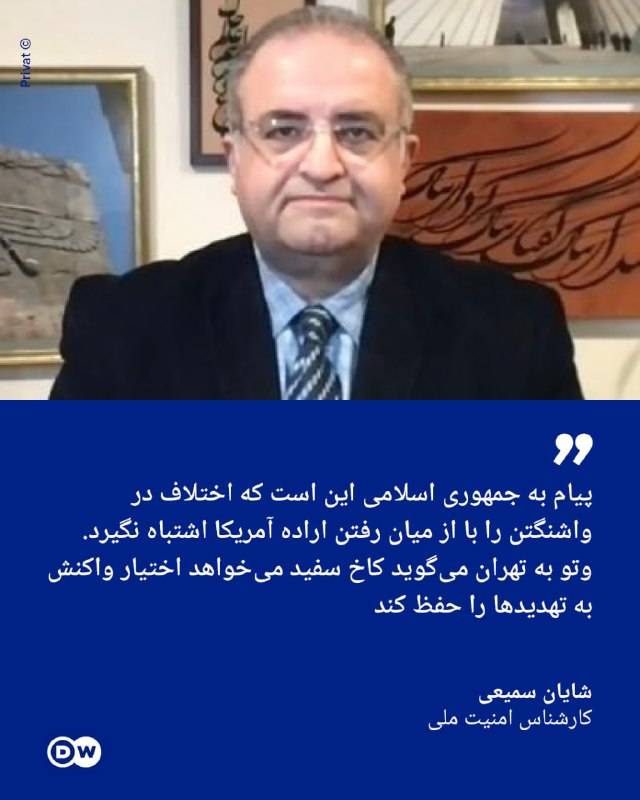 Privat ©
پیام به جمهوری اسلامی این است که اختلاف در
واشنگتن را با از میان رفتن اراده آمریکا اشتباه نگیرد.
وتو به تهران می‌گوید کاخ سفید می‌خواهد اختیار واکنش
به تهدیدها را حفظ کند
شایان سمیعی
کارشناس امنیت ملی
DW